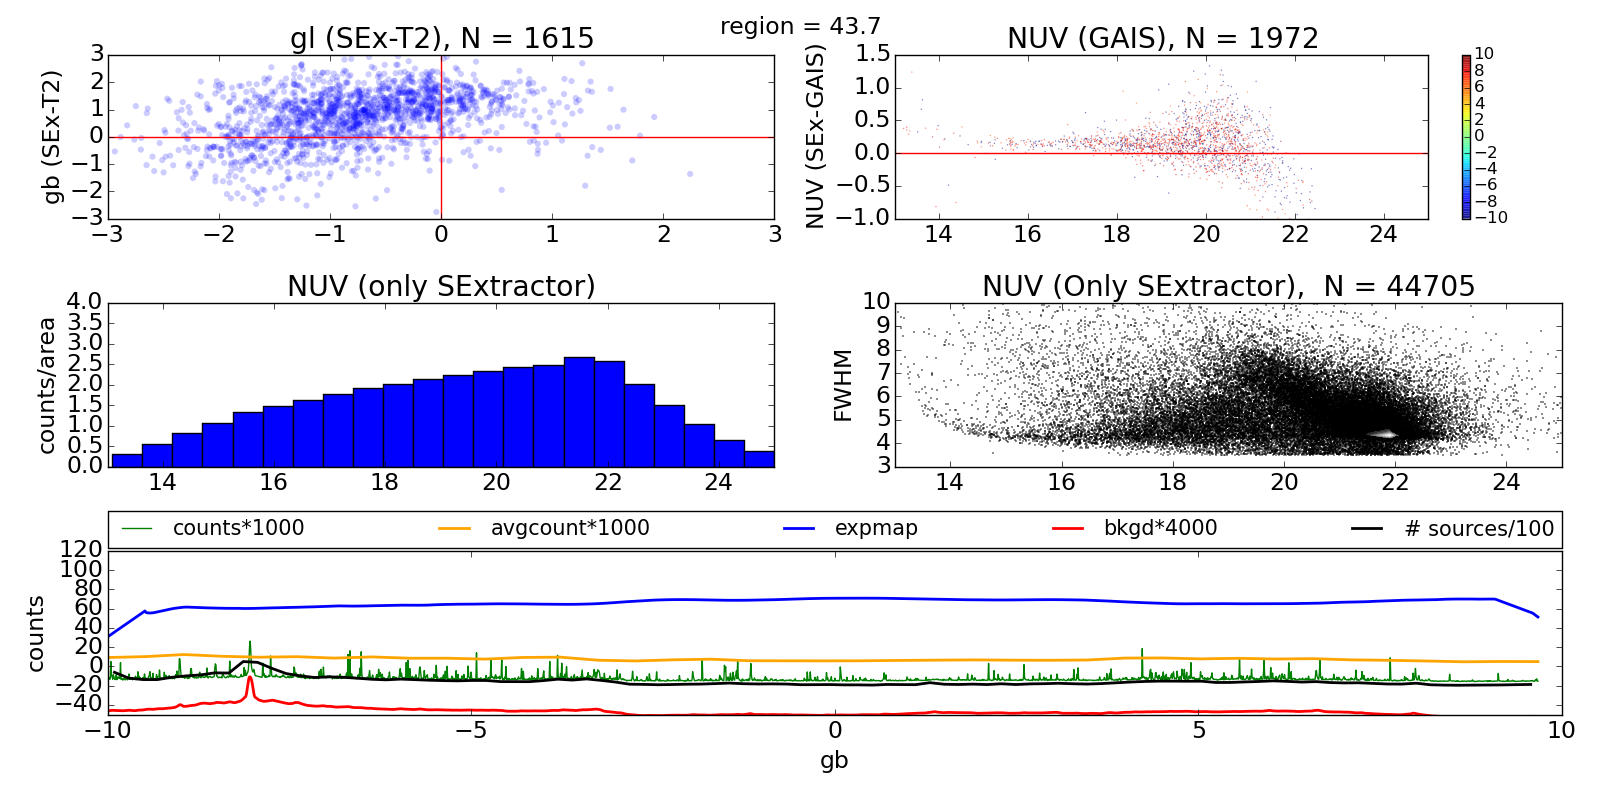 region = 43.7
gl (SEx-T2), N = 1615
gb (SEx-T2)
3
2
1
0
−1
−2
−3
−3 −2 −1 0 1 2 3
NUV (GAIS), N = 1972
NUV (SEx-GAIS)
1.5
1.0
0.5
0.0
−0.5
−1.0
14 16 18 20 22 24
10
8
6
4
2
0
−2
−4
−6
−8
−10
NUV (only SExtractor)
counts/area
4.0
3.5
3.0
2.5
2.0
1.5
1.0
0.5
0.0
14 16 18 20 22 24
NUV (Only SExtractor),  N = 44705
FWHM
10
9
8
7
6
5
4
3
14 16 18 20 22 24
counts*1000 avgcount*1000 expmap bkgd*4000 # sources/100
counts
120
100
80
60
40
20
0
−20
−40
−10 −5 0 5 10
gb